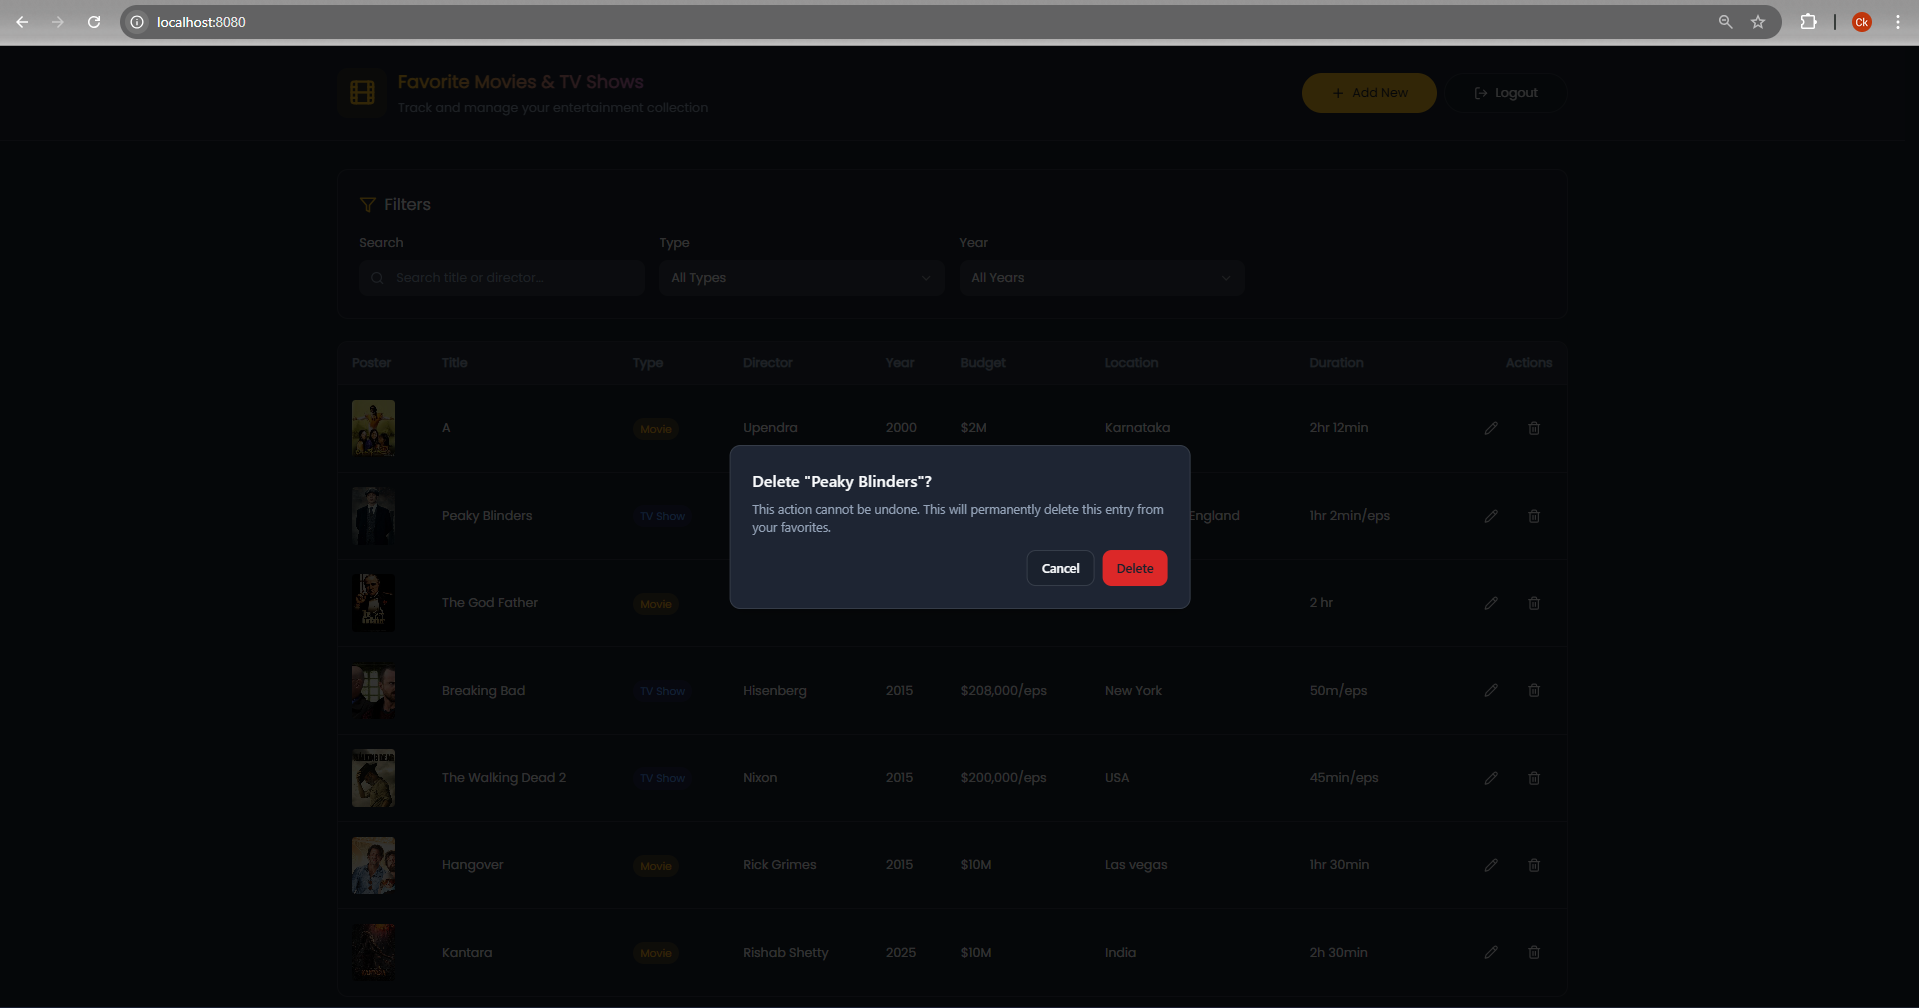 localhost:8080
Ck
Favorite Movies & TV Shows
Track and manage your entertainment collection
+ Add New
Logout
Filters
Search
Type
Year
Search title or director...
All Types
All Years
Poster Title Type Director Year Budget Location Duration Actions
A Movie Upendra 2000 $2M Karnataka 2hr 12min
Peaky Blinders TV Show England 1hr 2min/eps
The God Father Movie 2 hr
Breaking Bad TV Show Hisenberg 2015 $208,000/eps New York 50m/eps
The Walking Dead 2 TV Show Nixon 2015 $200,000/eps USA 45min/eps
Hangover Movie Rick Grimes 2015 $10M Las vegas 1hr 30min
Kantara Movie Rishab Shetty 2025 $10M India 2h 30min
Delete "Peaky Blinders"?
This action cannot be undone. This will permanently delete this entry from
your favorites.
Cancel
Delete